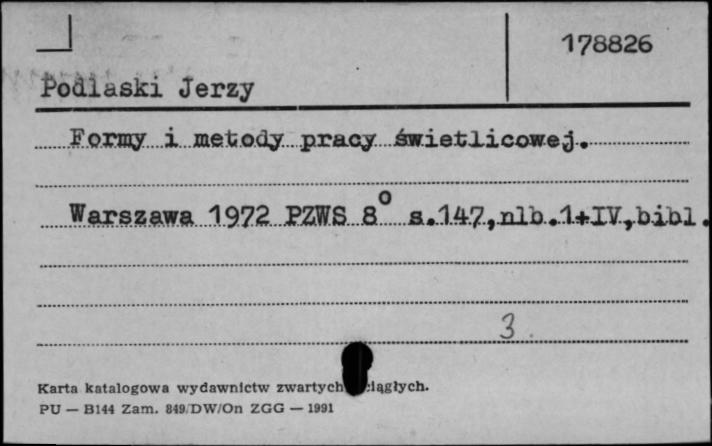 178826
Podlaski Jerzy
Formy i metody pracy świetlicowej.
Warszawa 1972 PZWS 8° s.147,nlb.1+IV,bibl.
3.
Karta katalogowa wydawnictw zwartych ciągłych.
PU — B144 Zam. 849/DW/On ZGG — 1991